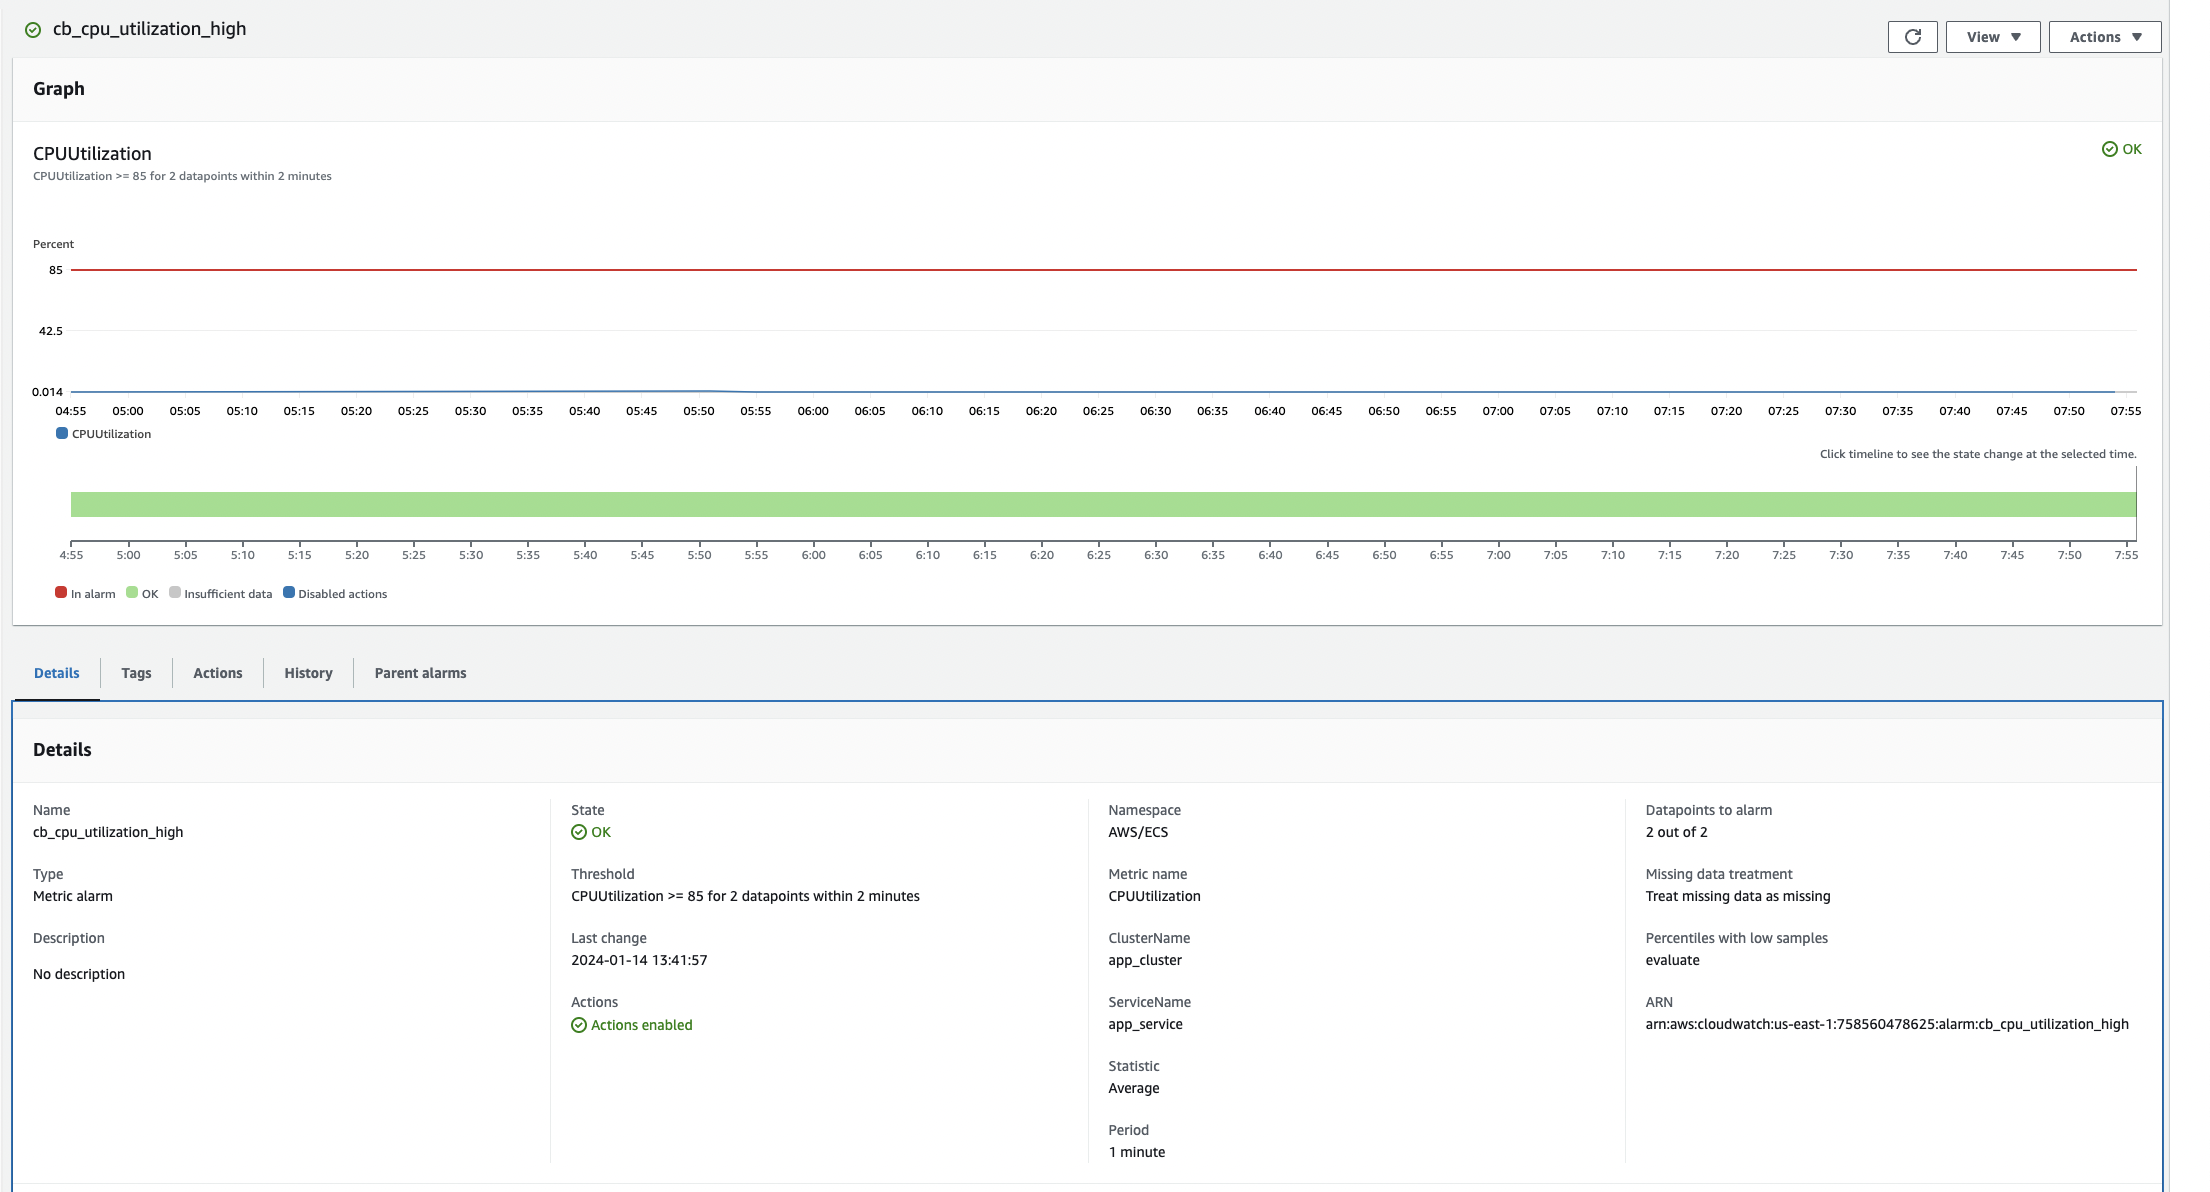 cb_cpu_utilization_high
View
Actions
Graph
CPUUtilization
OK
CPUUtilization >= 85 for 2 datapoints within 2 minutes
Percent
85
42.5
0.014
04:55 05:00 05:05 05:10 05:15 05:20 05:25 05:30 05:35 05:40 05:45 05:50 05:55 06:00 06:05 06:10 06:15 06:20 06:25 06:30 06:35 06:40 06:45 06:50 06:55 07:00 07:05 07:10 07:15 07:20 07:25 07:30 07:35 07:40 07:45 07:50 07:55
CPUUtilization
Click timeline to see the state change at the selected time.
4:55 5:00 5:05 5:10 5:15 5:20 5:25 5:30 5:35 5:40 5:45 5:50 5:55 6:00 6:05 6:10 6:15 6:20 6:25 6:30 6:35 6:40 6:45 6:50 6:55 7:00 7:05 7:10 7:15 7:20 7:25 7:30 7:35 7:40 7:45 7:50 7:55
In alarm OK Insufficient data Disabled actions
Details Tags Actions History Parent alarms
Details
Name
cb_cpu_utilization_high
Type
Metric alarm
Description
No description
State
OK
Threshold
CPUUtilization >= 85 for 2 datapoints within 2 minutes
Last change
2024-01-14 13:41:57
Actions
Actions enabled
Namespace
AWS/ECS
Metric name
CPUUtilization
ClusterName
app_cluster
ServiceName
app_service
Statistic
Average
Period
1 minute
Datapoints to alarm
2 out of 2
Missing data treatment
Treat missing data as missing
Percentiles with low samples
evaluate
ARN
arn:aws:cloudwatch:us-east-1:758560478625:alarm:cb_cpu_utilization_high